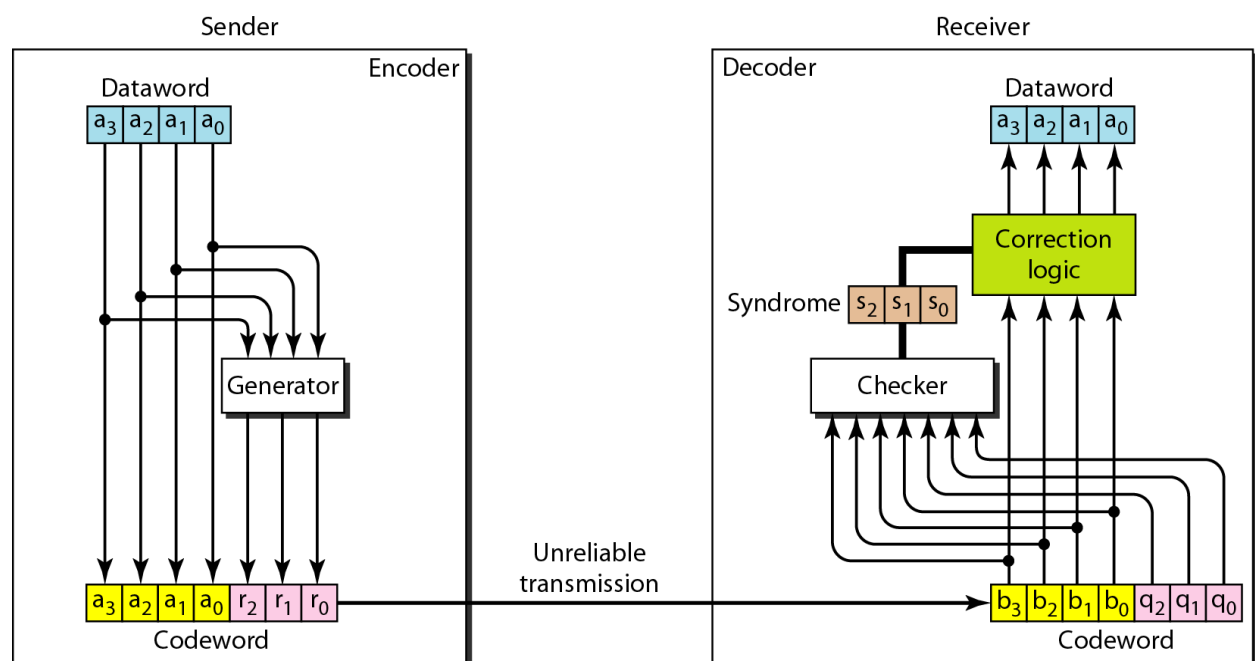 Sender
Receiver
Encoder
Decoder
Dataword
a₃ a₂ a₁ a₀
Dataword
a₃ a₂ a₁ a₀
Correction
logic
Syndrome
s₂ s₁ s₀
Generator
Checker
Unreliable
transmission
a₃ a₂ a₁ a₀ r₂ r₁ r₀
Codeword
b₃ b₂ b₁ b₀ q₂ q₁ q₀
Codeword